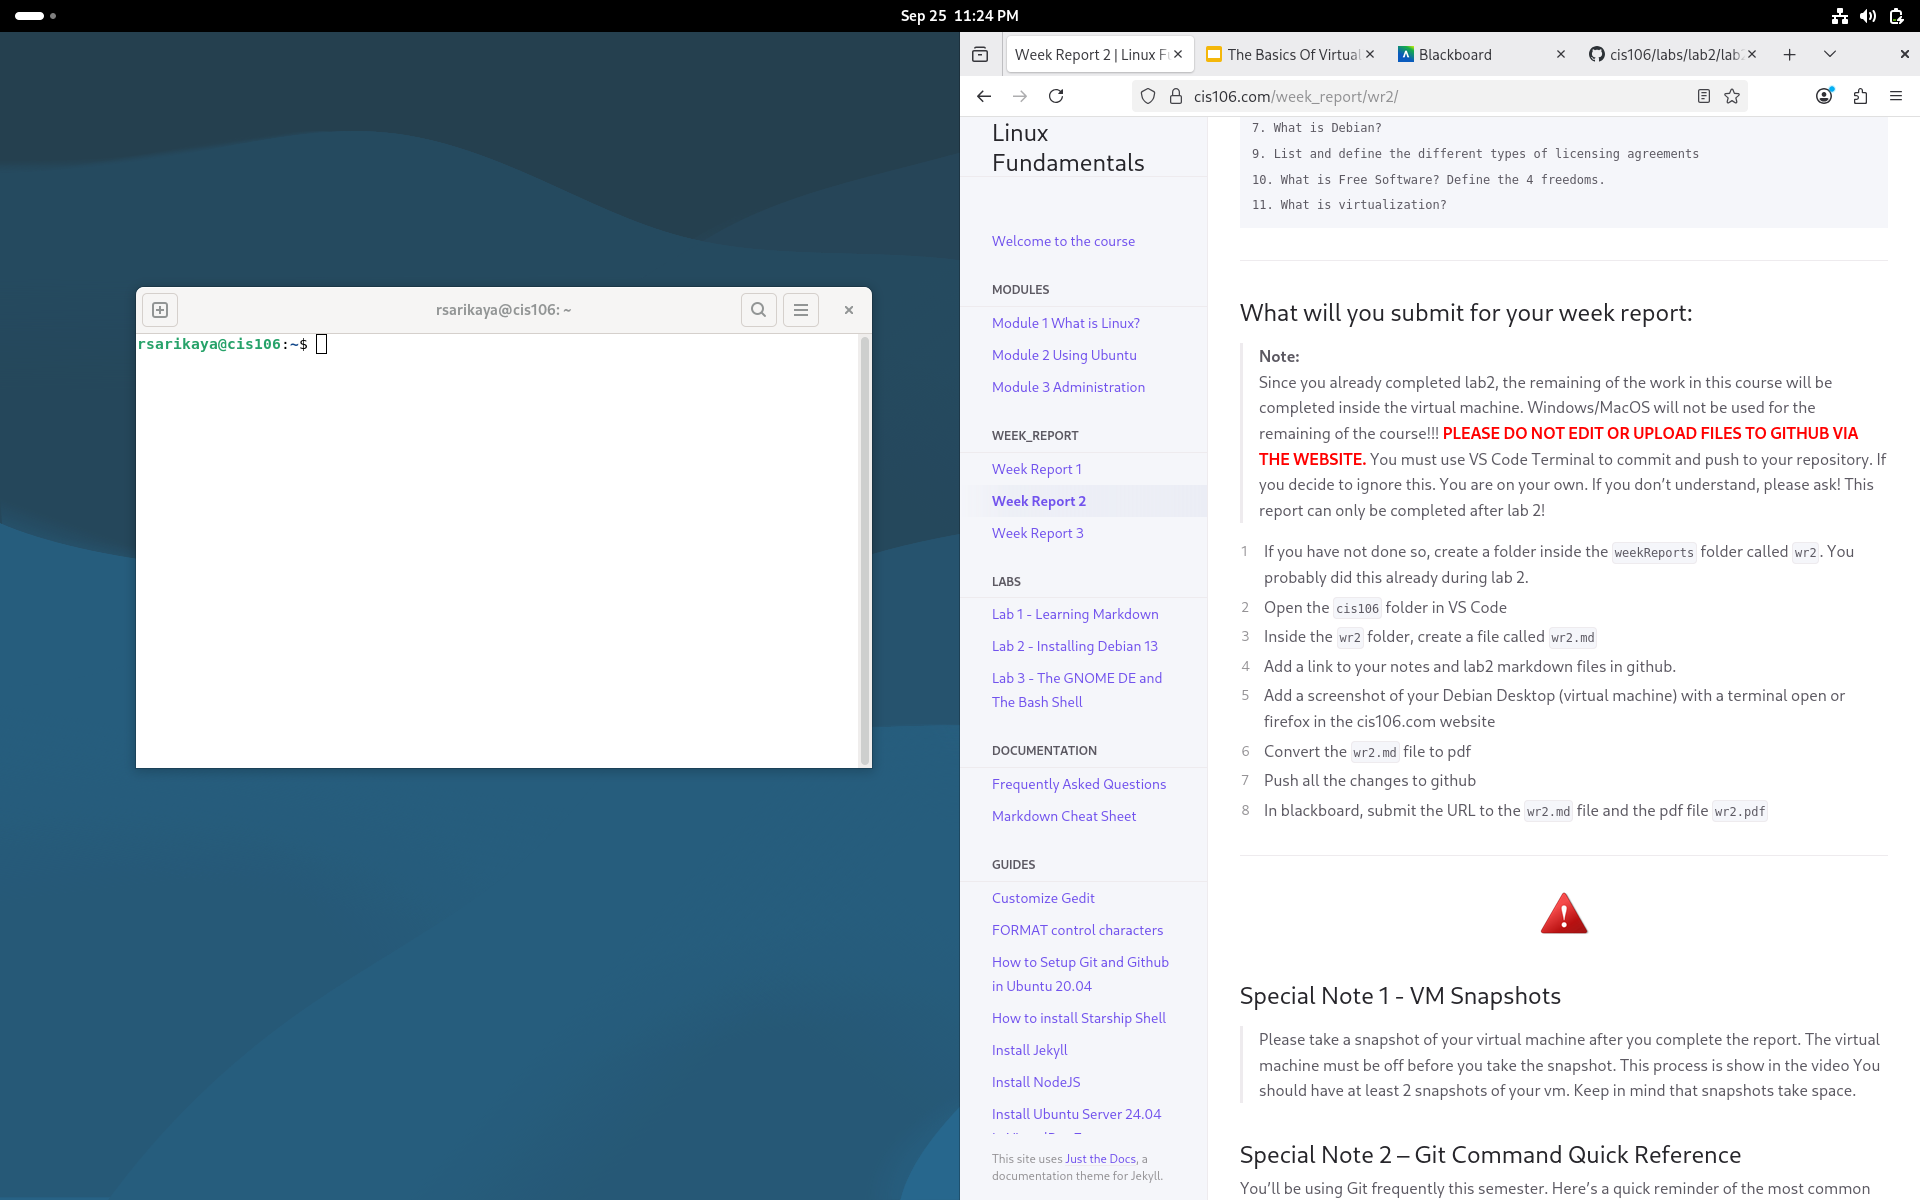 Sep 25 11:24 PM
Week Report 2 | Linux F
The Basics Of Virtual
Blackboard
cis106/labs/lab2/lab
cis106.com/week_report/wr2/
rsarikaya@cis106: ~
rsarikaya@cis106:~$
Linux
Fundamentals
Welcome to the course
MODULES
Module 1 What is Linux?
Module 2 Using Ubuntu
Module 3 Administration
WEEK_REPORT
Week Report 1
Week Report 2
Week Report 3
LABS
Lab 1 - Learning Markdown
Lab 2 - Installing Debian 13
Lab 3 - The GNOME DE and
The Bash Shell
DOCUMENTATION
Frequently Asked Questions
Markdown Cheat Sheet
GUIDES
Customize Gedit
FORMAT control characters
How to Setup Git and Github
in Ubuntu 20.04
How to install Starship Shell
Install Jekyll
Install NodeJS
Install Ubuntu Server 24.04
This site uses Just the Docs, a
documentation theme for Jekyll.
7. What is Debian?
9. List and define the different types of licensing agreements
10. What is Free Software? Define the 4 freedoms.
11. What is virtualization?
What will you submit for your week report:
Note:
Since you already completed lab2, the remaining of the work in this course will be
completed inside the virtual machine. Windows/MacOS will not be used for the
remaining of the course!!! PLEASE DO NOT EDIT OR UPLOAD FILES TO GITHUB VIA
THE WEBSITE. You must use VS Code Terminal to commit and push to your repository. If
you decide to ignore this. You are on your own. If you don't understand, please ask! This
report can only be completed after lab 2!
1 If you have not done so, create a folder inside the weekReports folder called wr2. You
probably did this already during lab 2.
2 Open the cis106 folder in VS Code
3 Inside the wr2 folder, create a file called wr2.md
4 Add a link to your notes and lab2 markdown files in github.
5 Add a screenshot of your Debian Desktop (virtual machine) with a terminal open or
firefox in the cis106.com website
6 Convert the wr2.md file to pdf
7 Push all the changes to github
8 In blackboard, submit the URL to the wr2.md file and the pdf file wr2.pdf
Special Note 1 - VM Snapshots
Please take a snapshot of your virtual machine after you complete the report. The virtual
machine must be off before you take the snapshot. This process is show in the video You
should have at least 2 snapshots of your vm. Keep in mind that snapshots take space.
Special Note 2 – Git Command Quick Reference
You'll be using Git frequently this semester. Here's a quick reminder of the most common